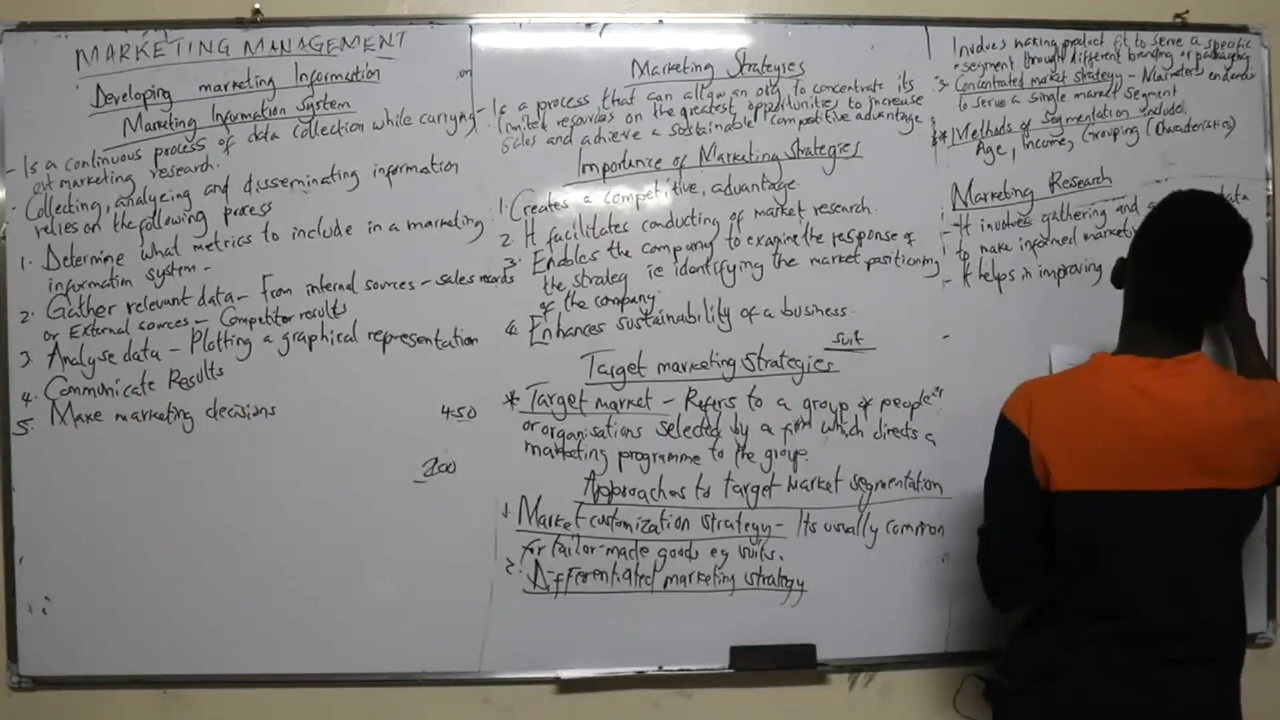 MARKETING MANAGEMENT
Developing marketing Information
Marketing Information System
- Is a continuous process of data collection while carrying
out marketing research.
- Collecting, analyzing and disseminating information
relies on the following process
1. Determine what metrics to include in a marketing
information system -
2. Gather relevant data - From internal sources - sales records
or External sources - Competitor results
3. Analyse data - Plotting a graphical representation
4. Communicate Results
5. Make marketing decisions
450
200
on
Marketing Strategies
- Is a process that can allow an org to concentrate its
limited resources on the greatest opportunities to increase
Sales and achieve a sustainable competitive advantage
Importance of Marketing Strategies
1. Creates a competitive, advantage
2. It facilitates conducting of market research.
3. Enables the company to examine the response of
the strateg ie identifying the market positioning
of the company
4. Enhances sustainability of a business.
suit
Target marketing strategies
* Target market - Refers to a group of people
or organisations selected by a firm which directs a
marketing programme to the group.
Approaches to target market segmentation
1. Market customization strategy - Its usually common
for tailor-made goods eg suits.
2. Differentiated marketing strategy
Involves making product fit to serve a specific
segment through different branding or packaging
3. Concentrated market strategy - Marketers
to serve a single market segment
* Methods of Segmentation include;
Age, Income, Grouping (Characteristics)
Marketing Research
- It involves gathering and data
to make informed
- It helps in improving